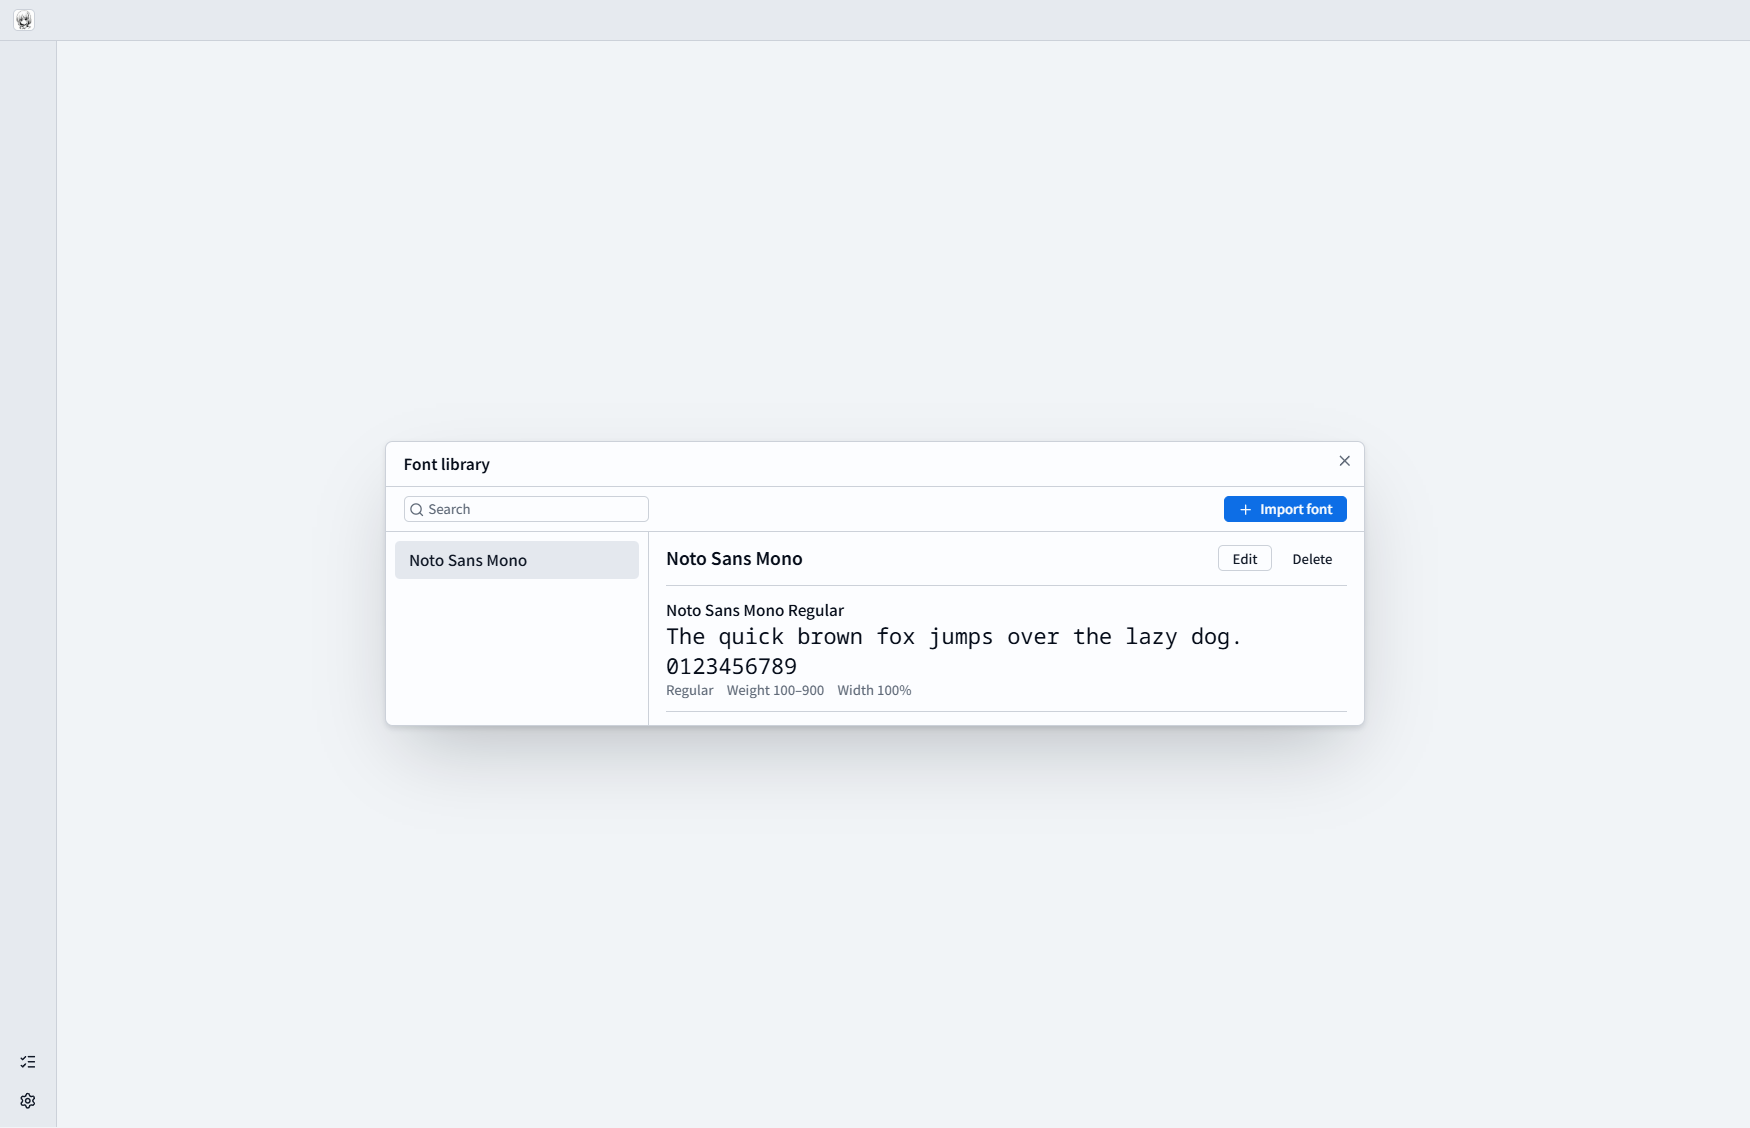 Font library
Search
Import font
Noto Sans Mono
Noto Sans Mono
Edit
Delete
Noto Sans Mono Regular
The quick brown fox jumps over the lazy dog.
0123456789
Regular Weight 100–900 Width 100%